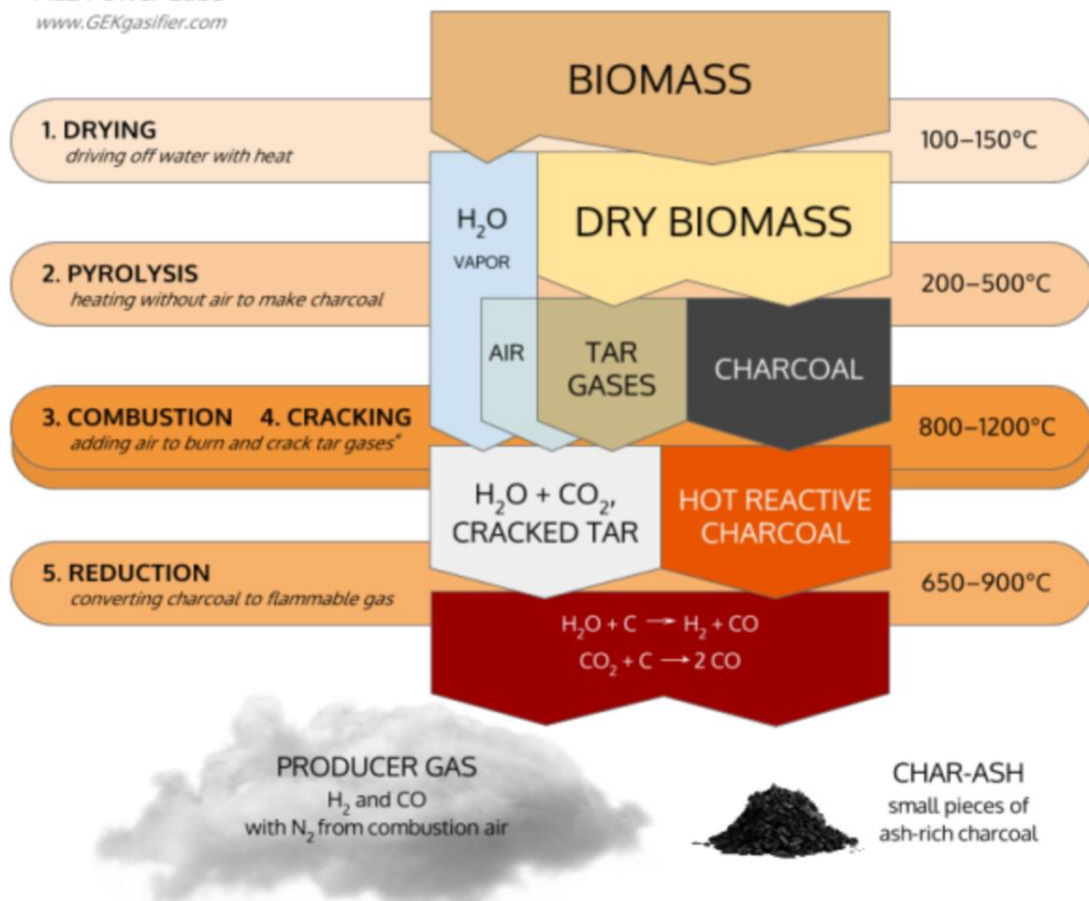 www.GEKgasifier.com
BIOMASS
1. DRYING
driving off water with heat
100–150°C
H₂O
VAPOR
DRY BIOMASS
2. PYROLYSIS
heating without air to make charcoal
200–500°C
AIR
TAR
GASES
CHARCOAL
3. COMBUSTION 4. CRACKING
adding air to burn and crack tar gases*
800–1200°C
H₂O + CO₂,
CRACKED TAR
HOT REACTIVE
CHARCOAL
5. REDUCTION
converting charcoal to flammable gas
650–900°C
H₂O + C → H₂ + CO
CO₂ + C → 2 CO
PRODUCER GAS
H₂ and CO
with N₂ from combustion air
CHAR-ASH
small pieces of
ash-rich charcoal